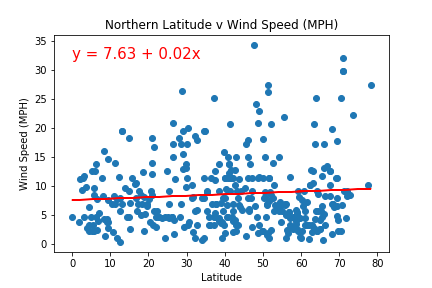 Northern Latitude v Wind Speed (MPH)
y = 7.63 + 0.02x
Wind Speed (MPH)
35
30
25
20
15
10
5
0
0 10 20 30 40 50 60 70 80
Latitude